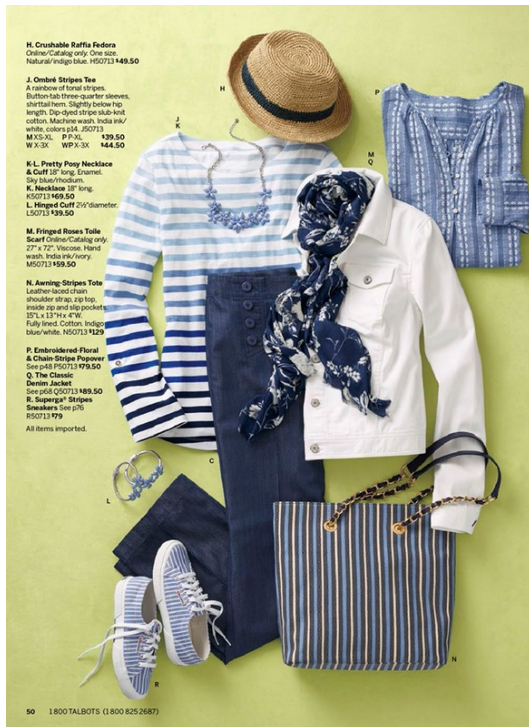 H. Crushable Raffia Fedora
Online/Catalog only. One size.
Natural/indigo blue. H50713 $49.50
J. Ombré Stripes Tee
A rainbow of tonal stripes.
Button-tab three-quarter sleeves,
shirttail hem. Slightly below hip
length. Dip-dyed stripe slub-knit
cotton. Machine wash. India ink/
white, colors p14. J50713
M XS-XL P P-XL $39.50
W X-3X WP X-3X $44.50
K-L. Pretty Posy Necklace
& Cuff 18" long. Enamel.
Sky blue/rhodium.
K. Necklace 18" long.
K50713 $69.50
L. Hinged Cuff 2½" diameter.
L50713 $39.50
M. Fringed Roses Toile
Scarf Online/Catalog only.
27" x 72". Viscose. Hand
wash. India ink/ivory.
M50713 $59.50
N. Awning-Stripes Tote
Leather-laced chain
shoulder strap, zip top,
inside zip and slip pockets.
15"L x 13"H x 4"W.
Fully lined. Cotton. Indigo
blue/white. N50713 $129
P. Embroidered-Floral
& Chain-Stripe Popover
See p48 P50713 $79.50
Q. The Classic
Denim Jacket
See p68 Q50713 $89.50
R. Superga® Stripes
Sneakers See p76
R50713 $79
All items imported.
H
P
J
K
M
Q
C
L
R
N
50 1 800 TALBOTS (1 800 825 2687)